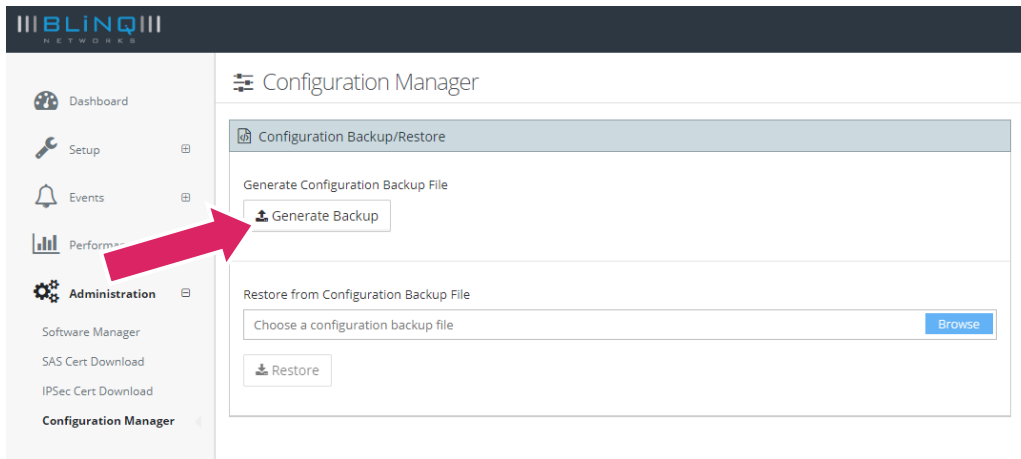 BLiNQ
NETWORKS
Configuration Manager
Dashboard
Configuration Backup/Restore
Setup
Generate Configuration Backup File
Events
Generate Backup
Administration
Restore from Configuration Backup File
Choose a configuration backup file
Browse
Software Manager
SAS Cert Download
Restore
IPSec Cert Download
Configuration Manager